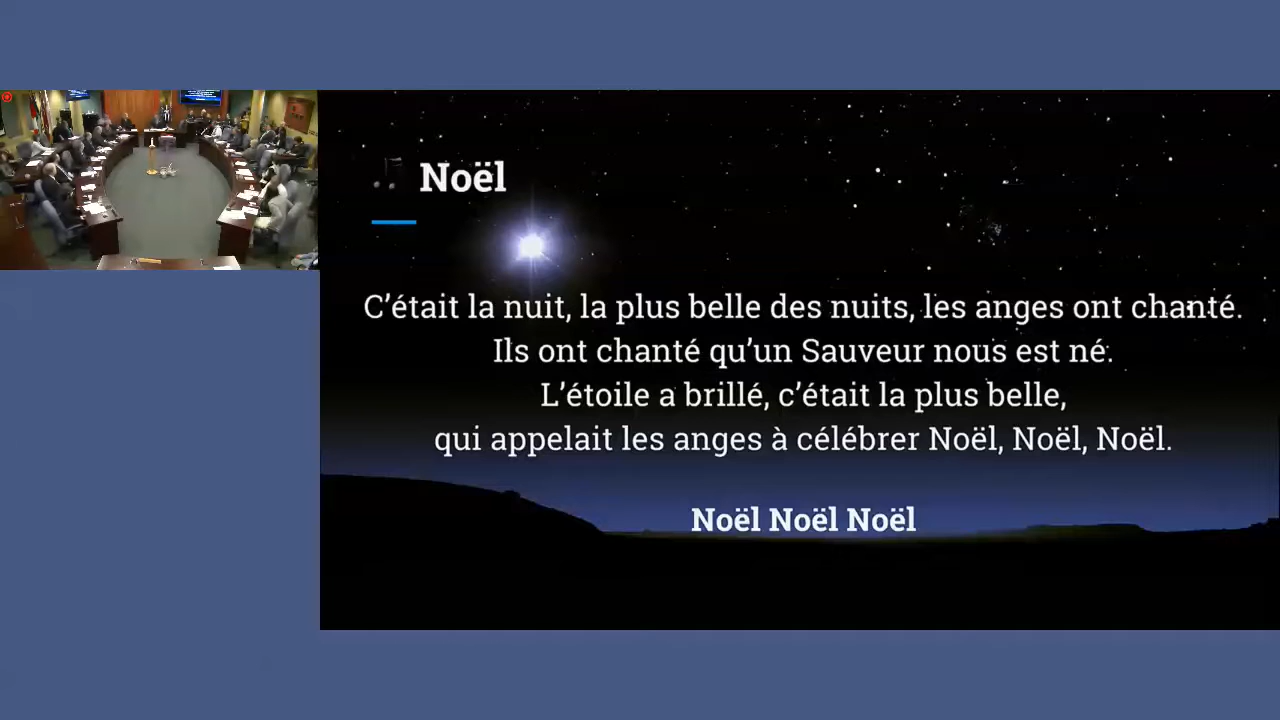 Noël
C’était la nuit, la plus belle des nuits, les anges ont chanté.
Ils ont chanté qu’un Sauveur nous est né.
L’étoile a brillé, c’était la plus belle,
qui appelait les anges à célébrer Noël, Noël, Noël.
Noël Noël Noël